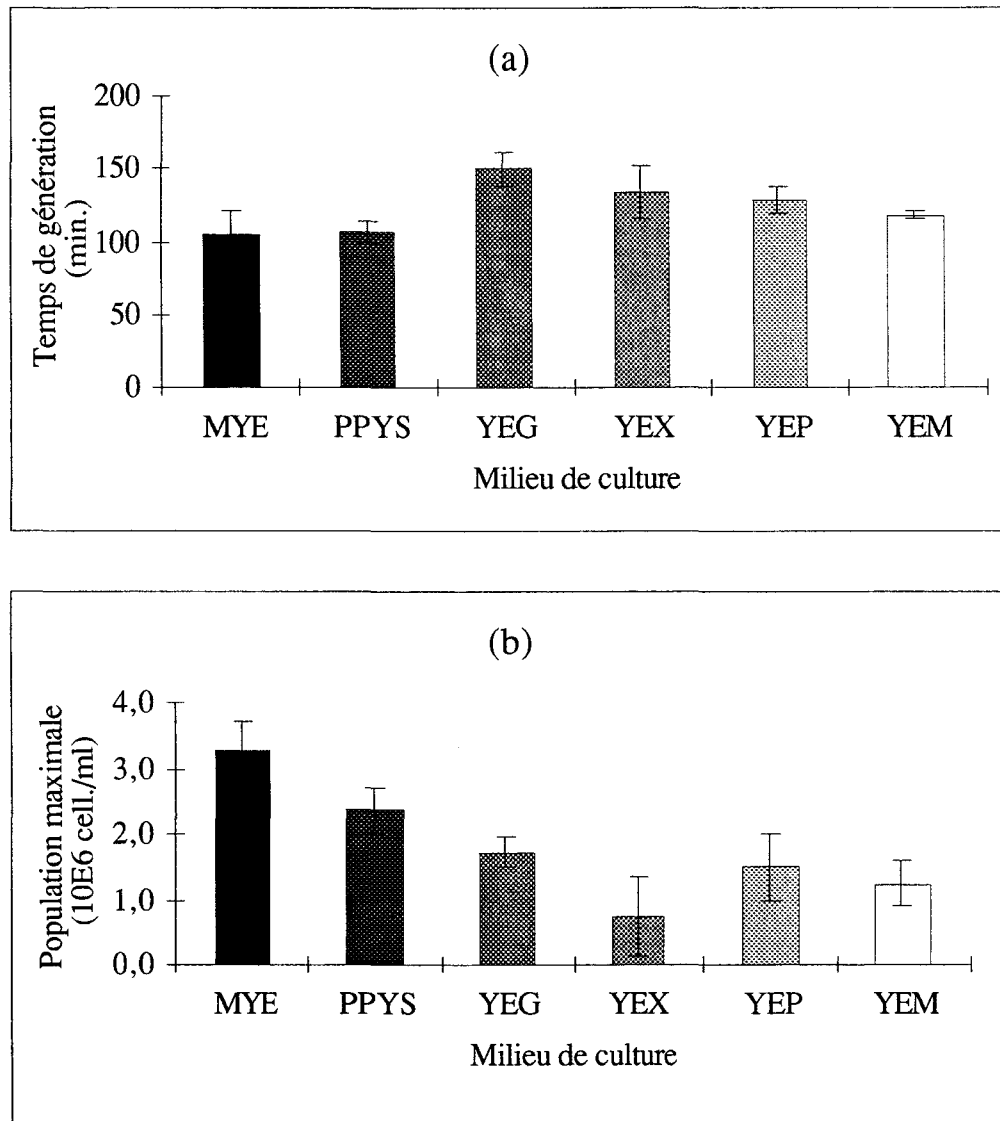 (a)
Temps de génération
(min.)
200
150
100
50
0
MYE PPYS YEG YEX YEP YEM
Milieu de culture
(b)
Population maximale
(10E6 cell./ml)
4,0
3,0
2,0
1,0
0,0
MYE PPYS YEG YEX YEP YEM
Milieu de culture